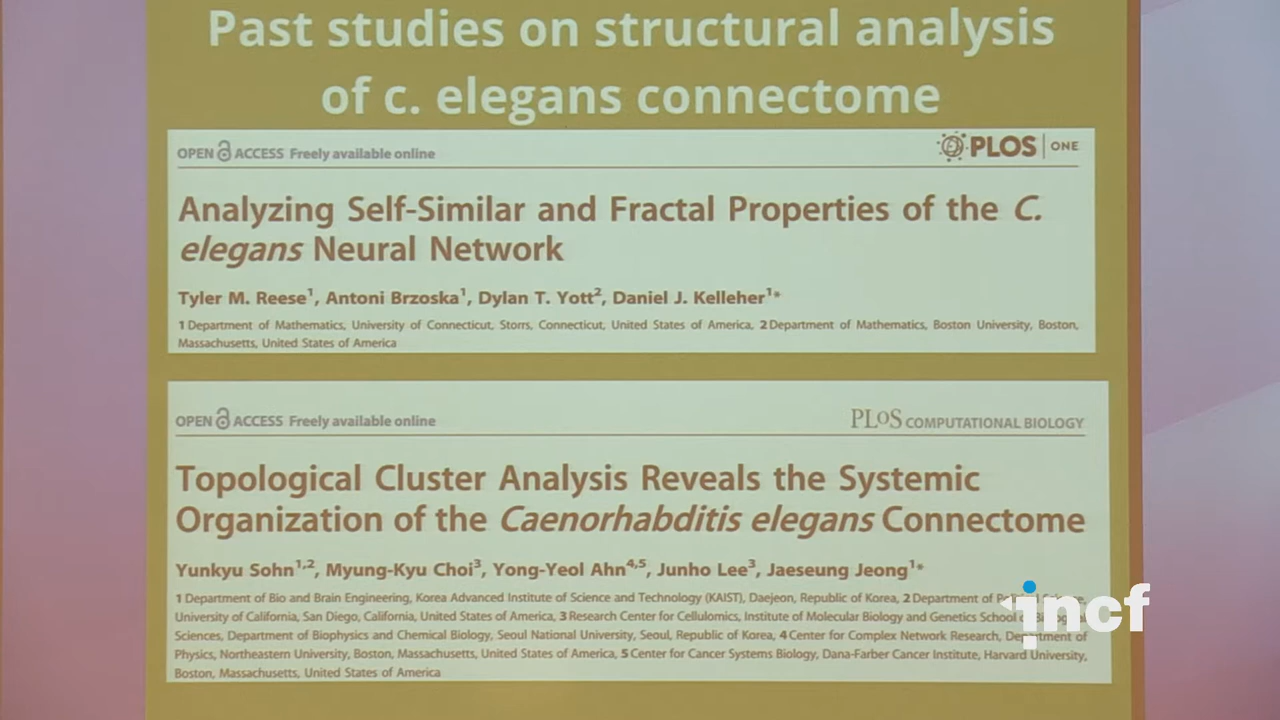 Past studies on structural analysis
of c. elegans connectome
OPEN ACCESS Freely available online
PLOS ONE
Analyzing Self-Similar and Fractal Properties of the C.
elegans Neural Network
Tyler M. Reese1, Antoni Brzoska1, Dylan T. Yott2, Daniel J. Kelleher1*
1 Department of Mathematics, University of Connecticut, Storrs, Connecticut, United States of America, 2 Department of Mathematics, Boston University, Boston,
Massachusetts, United States of America
OPEN ACCESS Freely available online
PLoS COMPUTATIONAL BIOLOGY
Topological Cluster Analysis Reveals the Systemic
Organization of the Caenorhabditis elegans Connectome
Yunkyu Sohn1,2, Myung-Kyu Choi3, Yong-Yeol Ahn4,5, Junho Lee3, Jaeseung Jeong1*
1 Department of Bio and Brain Engineering, Korea Advanced Institute of Science and Technology (KAIST), Daejeon, Republic of Korea, 2 Department of
University of California, San Diego, California, United States of America, 3 Research Center for Cellulomics, Institute of Molecular Biology and Genetics School
Sciences, Department of Biophysics and Chemical Biology, Seoul National University, Seoul, Republic of Korea, 4 Center for Complex Network Research, Department of
Physics, Northeastern University, Boston, Massachusetts, United States of America, 5 Center for Cancer Systems Biology, Dana-Farber Cancer Institute, Harvard University,
Boston, Massachusetts, United States of America
incf